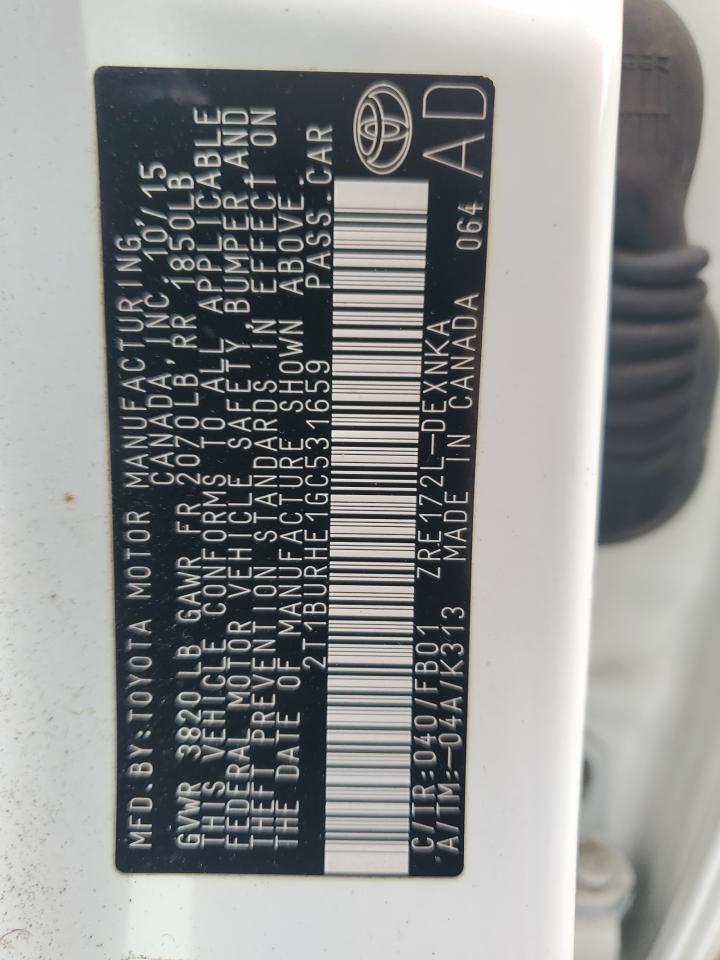 MFD.BY:TOYOTA MOTOR MANUFACTURING,
CANADA, INC. 10/15
GVWR 3820LB GAWR FR 2070LB,RR 1850LB
THIS VEHICLE CONFORMS TO ALL APPLICABLE
FEDERAL MOTOR VEHICLE SAFETY, BUMPER, AND
THEFT PREVENTION STANDARDS IN EFFECT ON
THE DATE OF MANUFACTURE SHOWN ABOVE.
2T1BURHE1GC531659 PASS.CAR
C/TR:040/FB01 ZRE172L-DEXNKA
A/TM:-04A/K313 MADE IN CANADA 064
AD